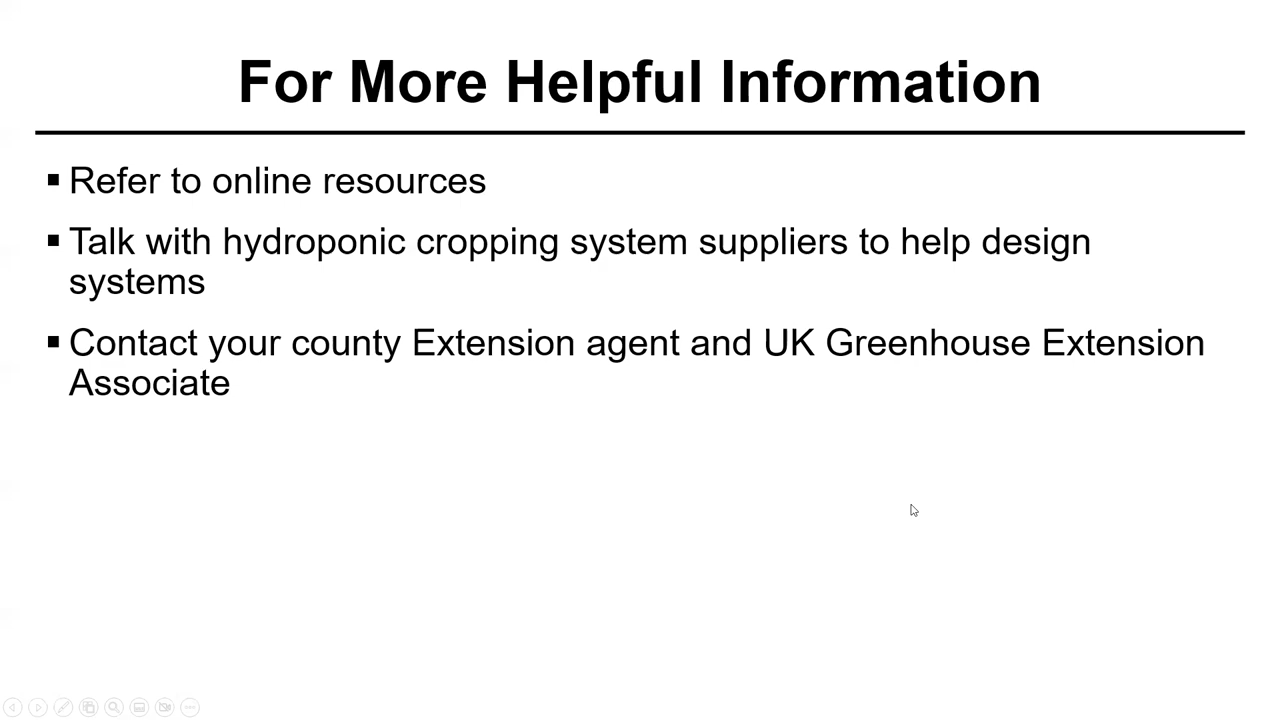 For More Helpful Information
▪ Refer to online resources
▪ Talk with hydroponic cropping system suppliers to help design
systems
▪ Contact your county Extension agent and UK Greenhouse Extension
Associate